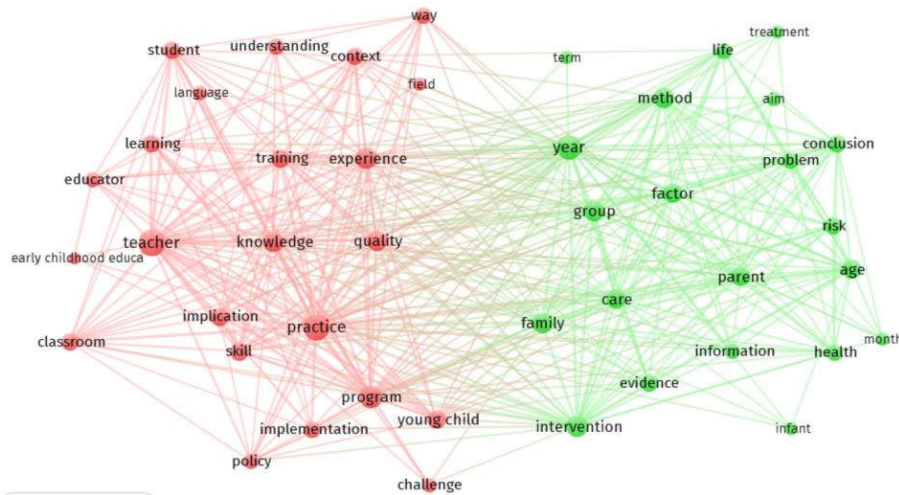 way
student
understanding
context
term
life
treatment
language
field
method
aim
learning
training
experience
year
problem
conclusion
educator
factor
group
risk
teacher
knowledge
quality
early childhood educa
parent
age
care
implication
practice
family
classroom
skill
information
health
month
evidence
program
young child
implementation
intervention
infant
policy
challenge